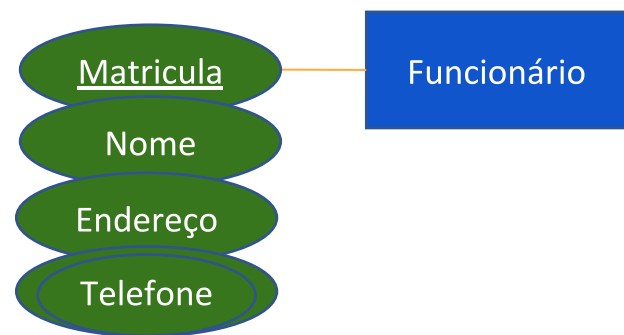 Matricula
Funcionário
Nome
Endereço
Telefone